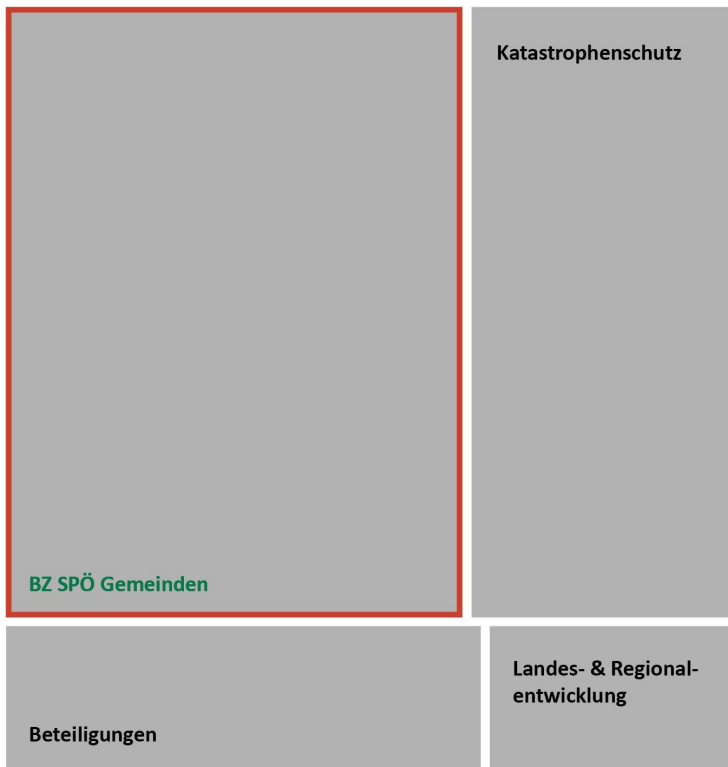 Katastrophenschutz
BZ SPÖ Gemeinden
Landes- & Regional-
entwicklung
Beteiligungen